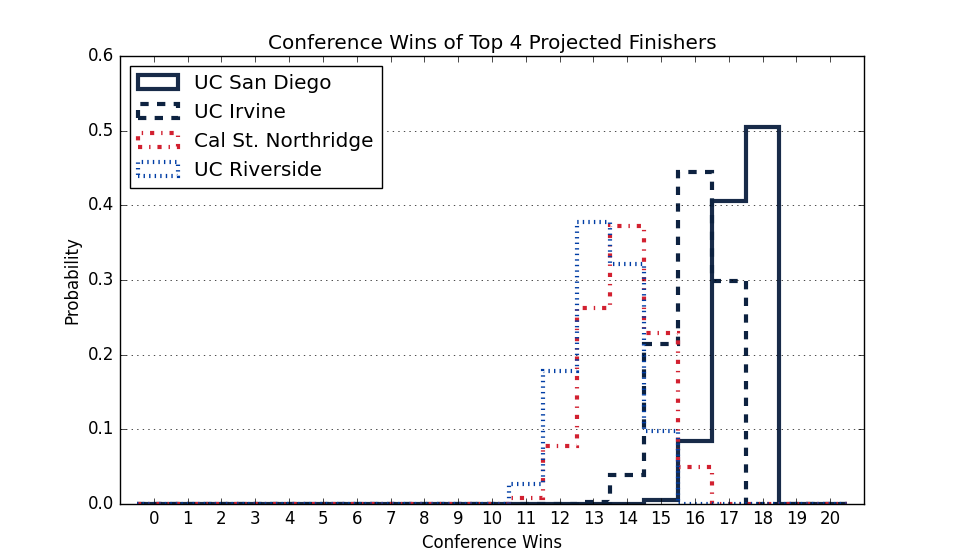 Conference Wins of Top 4 Projected Finishers
0.6
UC San Diego
UC Irvine
Cal St. Northridge
UC Riverside
0.5
0.4
0.3
0.2
0.1
0.0
Probability
0 1 2 3 4 5 6 7 8 9 10 11 12 13 14 15 16 17 18 19 20
Conference Wins